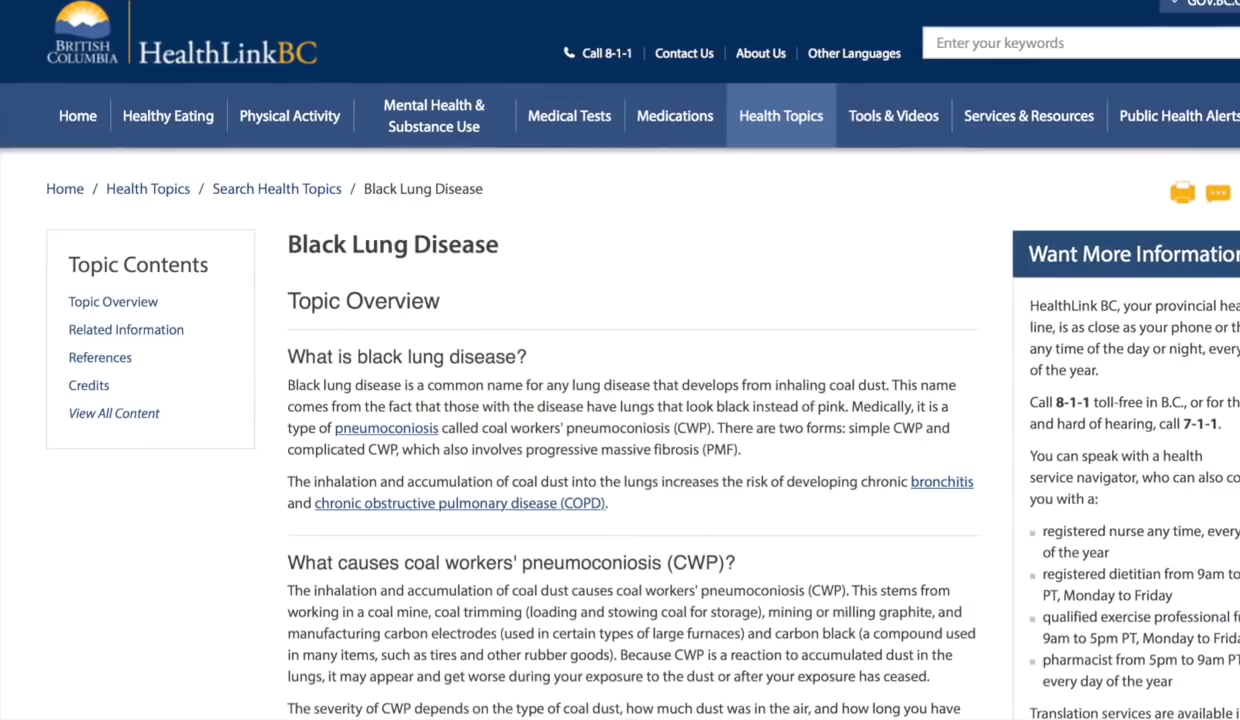 GOV.BC.C
BRITISH
COLUMBIA
HealthLinkBC
Call 8-1-1
Contact Us
About Us
Other Languages
Enter your keywords
Home
Healthy Eating
Physical Activity
Mental Health &
Substance Use
Medical Tests
Medications
Health Topics
Tools & Videos
Services & Resources
Public Health Alerts
Home / Health Topics / Search Health Topics / Black Lung Disease
Topic Contents
Topic Overview
Related Information
References
Credits
View All Content
Black Lung Disease
Topic Overview
What is black lung disease?
Black lung disease is a common name for any lung disease that develops from inhaling coal dust. This name
comes from the fact that those with the disease have lungs that look black instead of pink. Medically, it is a
type of pneumoconiosis called coal workers' pneumoconiosis (CWP). There are two forms: simple CWP and
complicated CWP, which also involves progressive massive fibrosis (PMF).
The inhalation and accumulation of coal dust into the lungs increases the risk of developing chronic bronchitis
and chronic obstructive pulmonary disease (COPD).
What causes coal workers' pneumoconiosis (CWP)?
The inhalation and accumulation of coal dust causes coal workers' pneumoconiosis (CWP). This stems from
working in a coal mine, coal trimming (loading and stowing coal for storage), mining or milling graphite, and
manufacturing carbon electrodes (used in certain types of large furnaces) and carbon black (a compound used
in many items, such as tires and other rubber goods). Because CWP is a reaction to accumulated dust in the
lungs, it may appear and get worse during your exposure to the dust or after your exposure has ceased.
The severity of CWP depends on the type of coal dust, how much dust was in the air, and how long you have
Want More Information
HealthLink BC, your provincial hea
line, is as close as your phone or th
any time of the day or night, every
of the year.
Call 8-1-1 toll-free in B.C., or for th
and hard of hearing, call 7-1-1.
You can speak with a health
service navigator, who can also co
you with a:
registered nurse any time, every
of the year
registered dietitian from 9am to
PT, Monday to Friday
qualified exercise professional f
9am to 5pm PT, Monday to Frida
pharmacist from 5pm to 9am PT
every day of the year
Translation services are available i